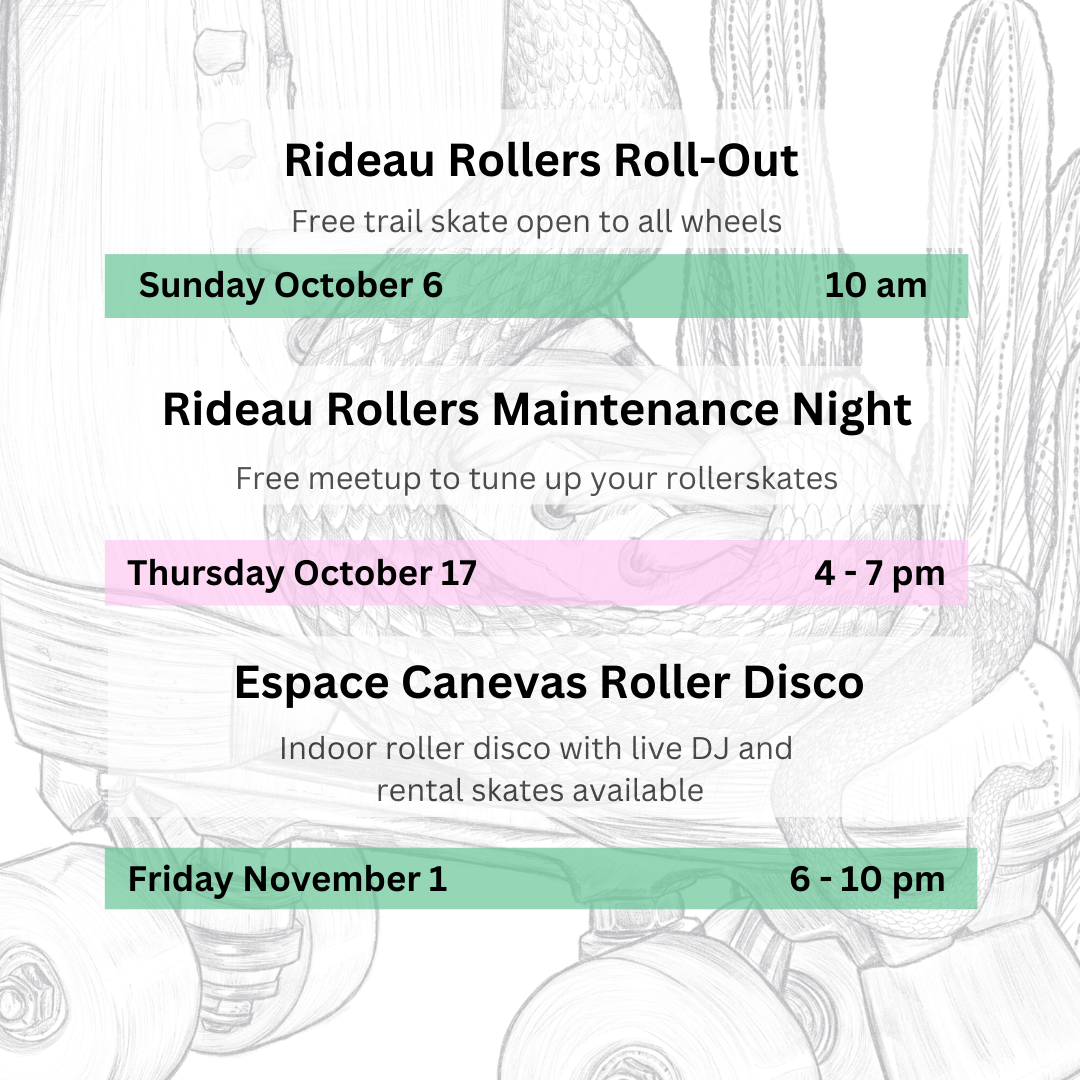 Rideau Rollers Roll-Out
Free trail skate open to all wheels
Sunday October 6 10 am
Rideau Rollers Maintenance Night
Free meetup to tune up your rollerskates
Thursday October 17 4 - 7 pm
Espace Canevas Roller Disco
Indoor roller disco with live DJ and
rental skates available
Friday November 1 6 - 10 pm